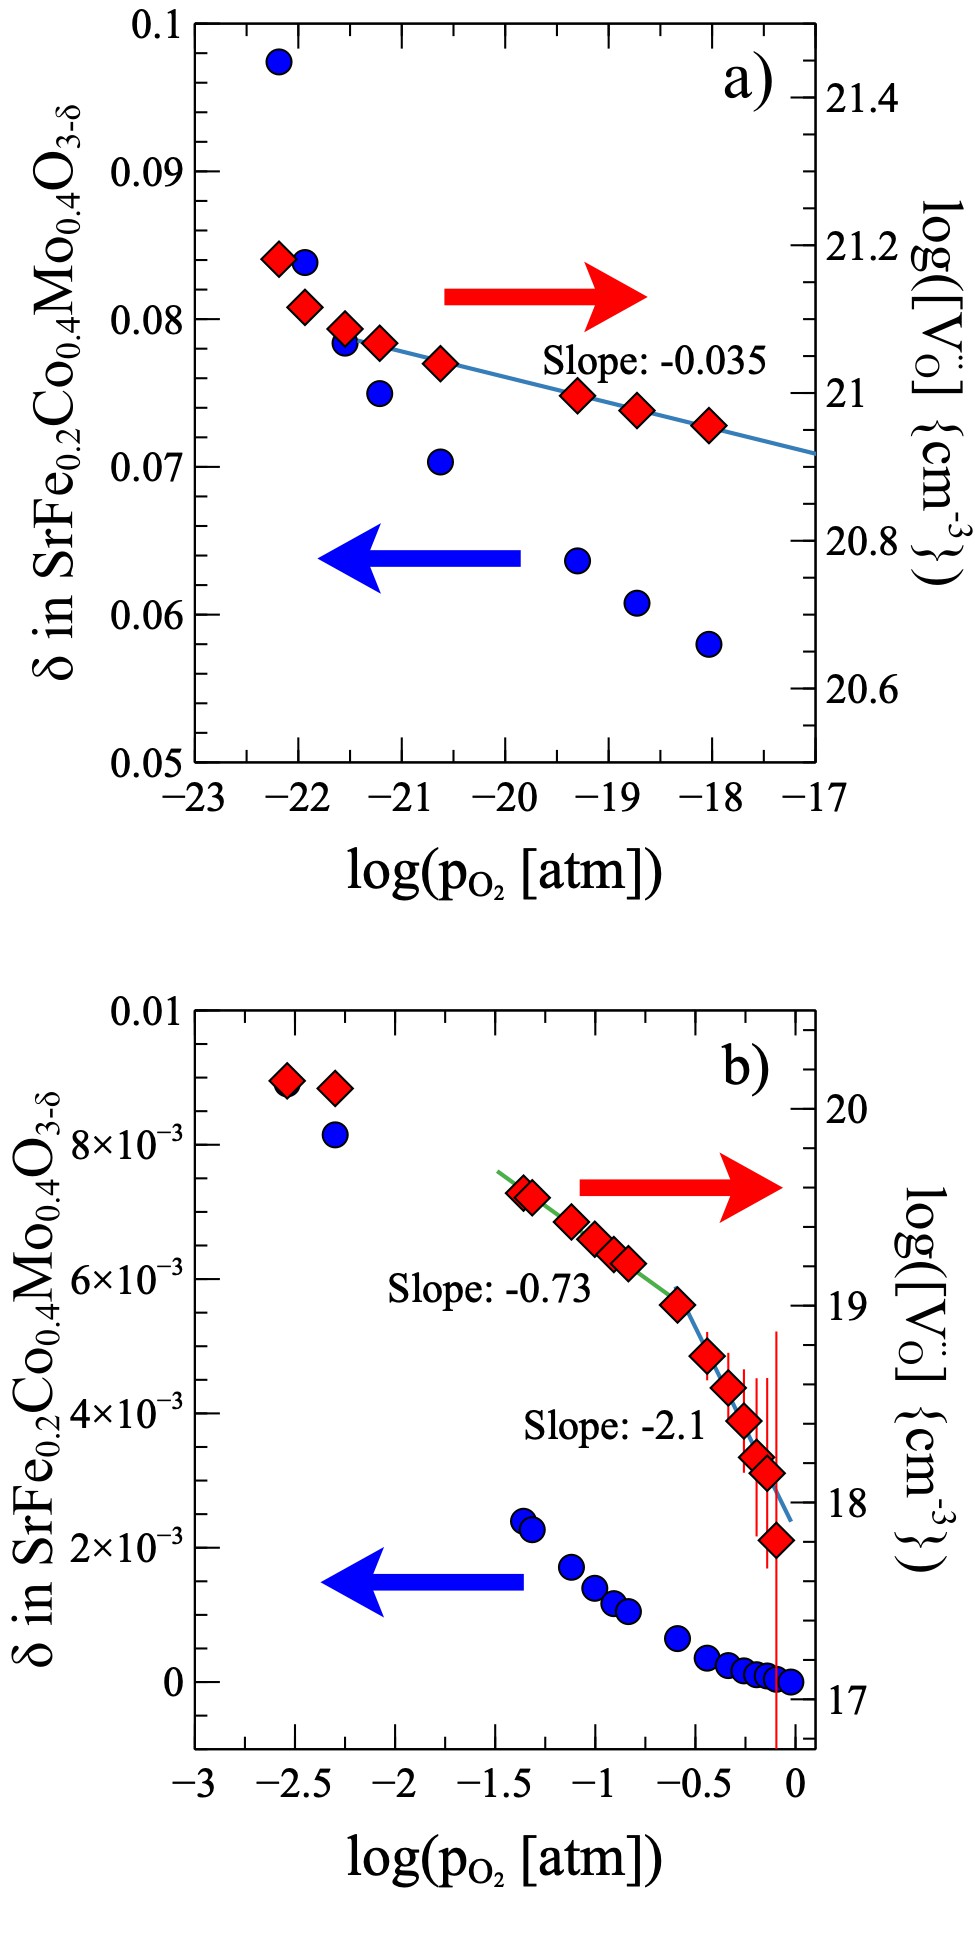 a)
0.1
0.09
0.08
0.07
0.06
0.05
δ in SrFe0.2Co0.4Mo0.4O3-δ
21.4
21.2
21
20.8
20.6
log([V̈O] {cm-3})
Slope: -0.035
−23 −22 −21 −20 −19 −18 −17
log(pO2 [atm])
b)
0.01
8×10−3
6×10−3
4×10−3
2×10−3
0
δ in SrFe0.2Co0.4Mo0.4O3-δ
20
19
18
17
log([V̈O] {cm-3})
Slope: -0.73
Slope: -2.1
−3 −2.5 −2 −1.5 −1 −0.5 0
log(pO2 [atm])